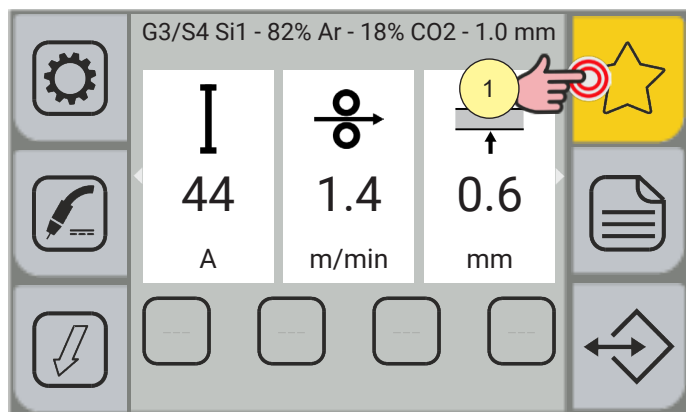 G3/S4 Si1 - 82% Ar - 18% CO2 - 1.0 mm
1
44 1.4 0.6
A m/min mm
--- --- --- ---